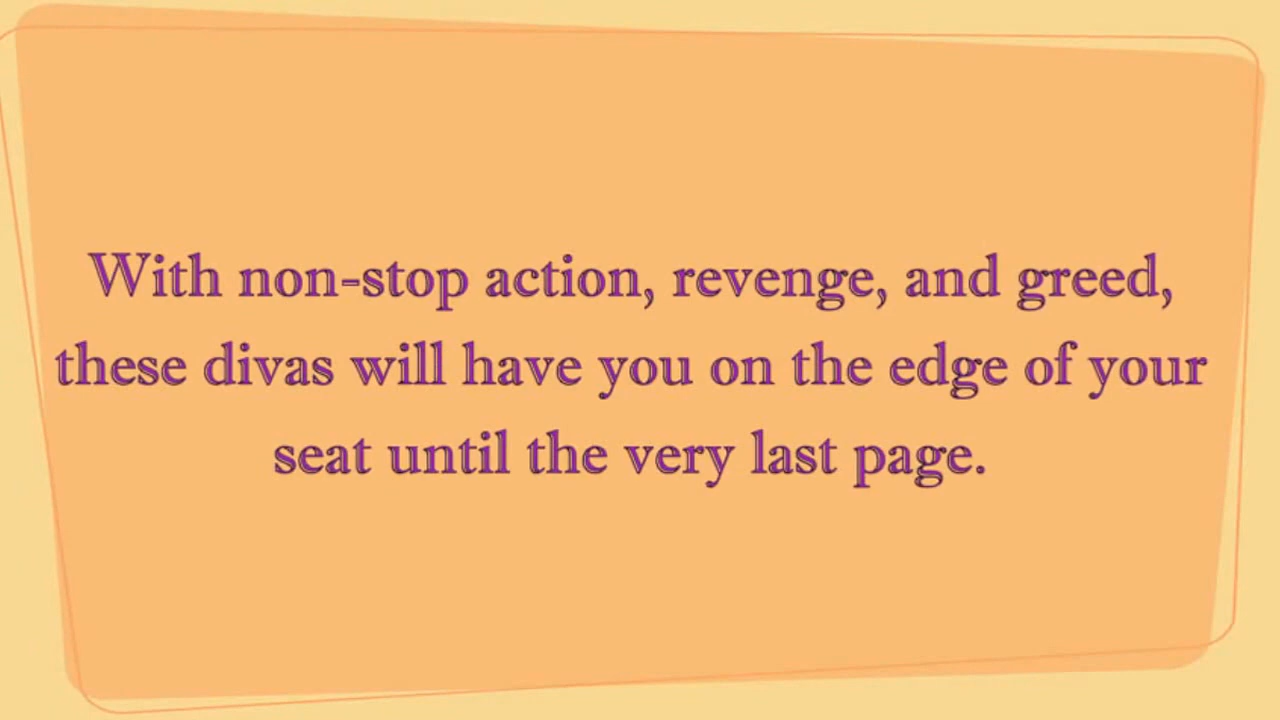 With non-stop action, revenge, and greed,
these divas will have you on the edge of your
seat until the very last page.